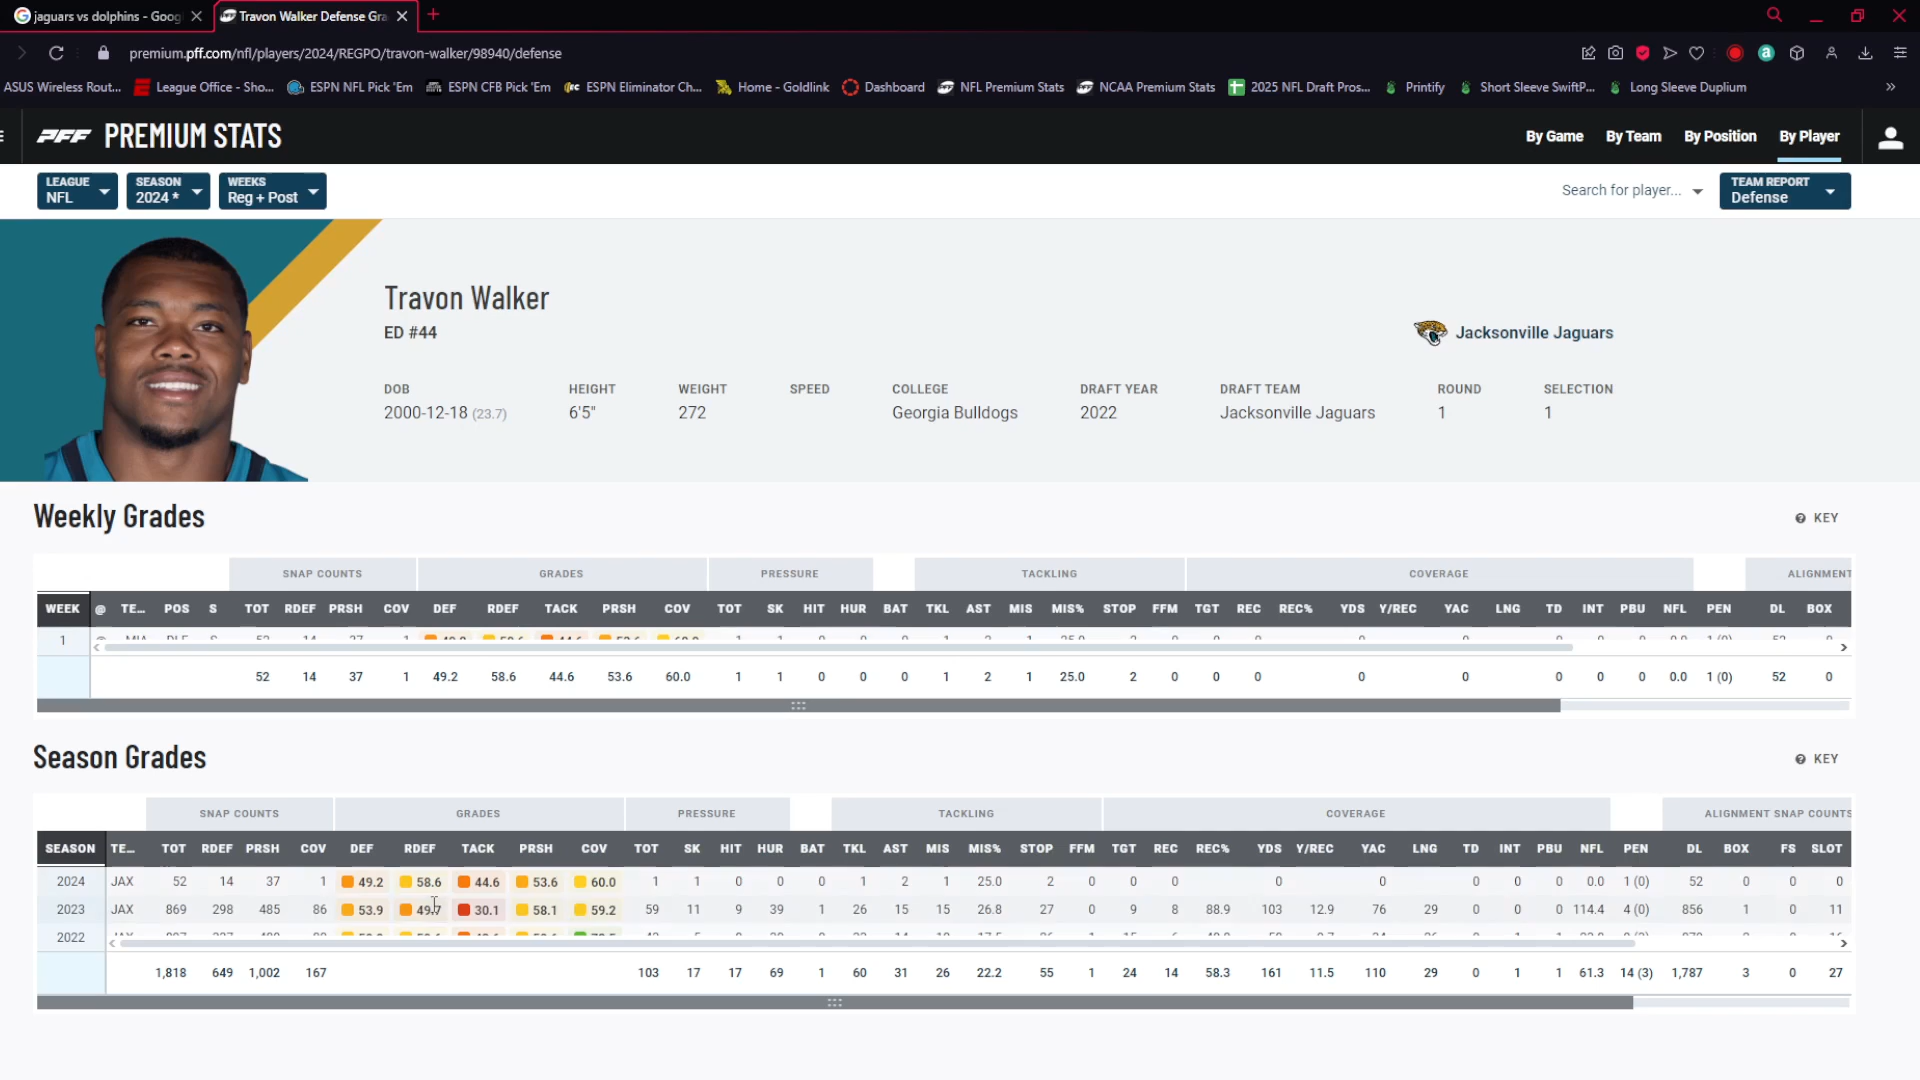 jaguars vs dolphins - Goog
Travon Walker Defense Gra
premium.pff.com/nfl/players/2024/REGPO/travon-walker/98940/defense
ASUS Wireless Rout... League Office - Sho... ESPN NFL Pick 'Em ESPN CFB Pick 'Em ESPN Eliminator Ch... Home - Goldlink Dashboard NFL Premium Stats NCAA Premium Stats 2025 NFL Draft Pros... Printify Short Sleeve SwiftP... Long Sleeve Duplium
PFF PREMIUM STATS By Game By Team By Position By Player
LEAGUE SEASON WEEKS TEAM REPORT
NFL 2024 * Reg + Post Search for player... Defense
Travon Walker
ED #44 Jacksonville Jaguars
DOB HEIGHT WEIGHT SPEED COLLEGE DRAFT YEAR DRAFT TEAM ROUND SELECTION
2000-12-18 (23.7) 6'5" 272 Georgia Bulldogs 2022 Jacksonville Jaguars 1 1
Weekly Grades KEY
SNAP COUNTS GRADES PRESSURE TACKLING COVERAGE ALIGNMENT
WEEK @ TE... POS S TOT RDEF PRSH COV DEF RDEF TACK PRSH COV TOT SK HIT HUR BAT TKL AST MIS MIS% STOP FFM TGT REC REC% YDS Y/REC YAC LNG TD INT PBU NFL PEN DL BOX
1
52 14 37 1 49.2 58.6 44.6 53.6 60.0 1 1 0 0 0 1 2 1 25.0 2 0 0 0 0 0 0 0 0 0.0 1 (0) 52 0
Season Grades KEY
SNAP COUNTS GRADES PRESSURE TACKLING COVERAGE ALIGNMENT SNAP COUNTS
SEASON TE... TOT RDEF PRSH COV DEF RDEF TACK PRSH COV TOT SK HIT HUR BAT TKL AST MIS MIS% STOP FFM TGT REC REC% YDS Y/REC YAC LNG TD INT PBU NFL PEN DL BOX FS SLOT
2024 JAX 52 14 37 1 49.2 58.6 44.6 53.6 60.0 1 1 0 0 0 1 2 1 25.0 2 0 0 0 0 0 0 0 0 0.0 1 (0) 52 0 0 0
2023 JAX 869 298 485 86 53.9 49.7 30.1 58.1 59.2 59 11 9 39 1 26 15 15 26.8 27 0 9 8 88.9 103 12.9 76 29 0 0 0 114.4 4 (0) 856 1 0 11
2022
1,818 649 1,002 167 103 17 17 69 1 60 31 26 22.2 55 1 24 14 58.3 161 11.5 110 29 0 1 1 61.3 14 (3) 1,787 3 0 27